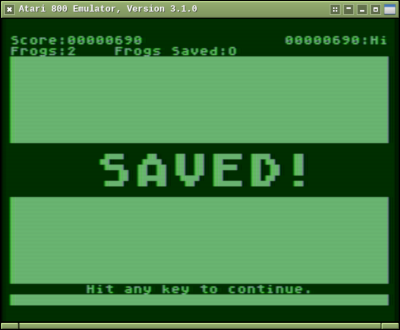 Atari 800 Emulator, Version 3.1.0
Score:00000690 00000690:Hi
Frogs:2 Frogs Saved:0
SAVED!
Hit any key to continue.